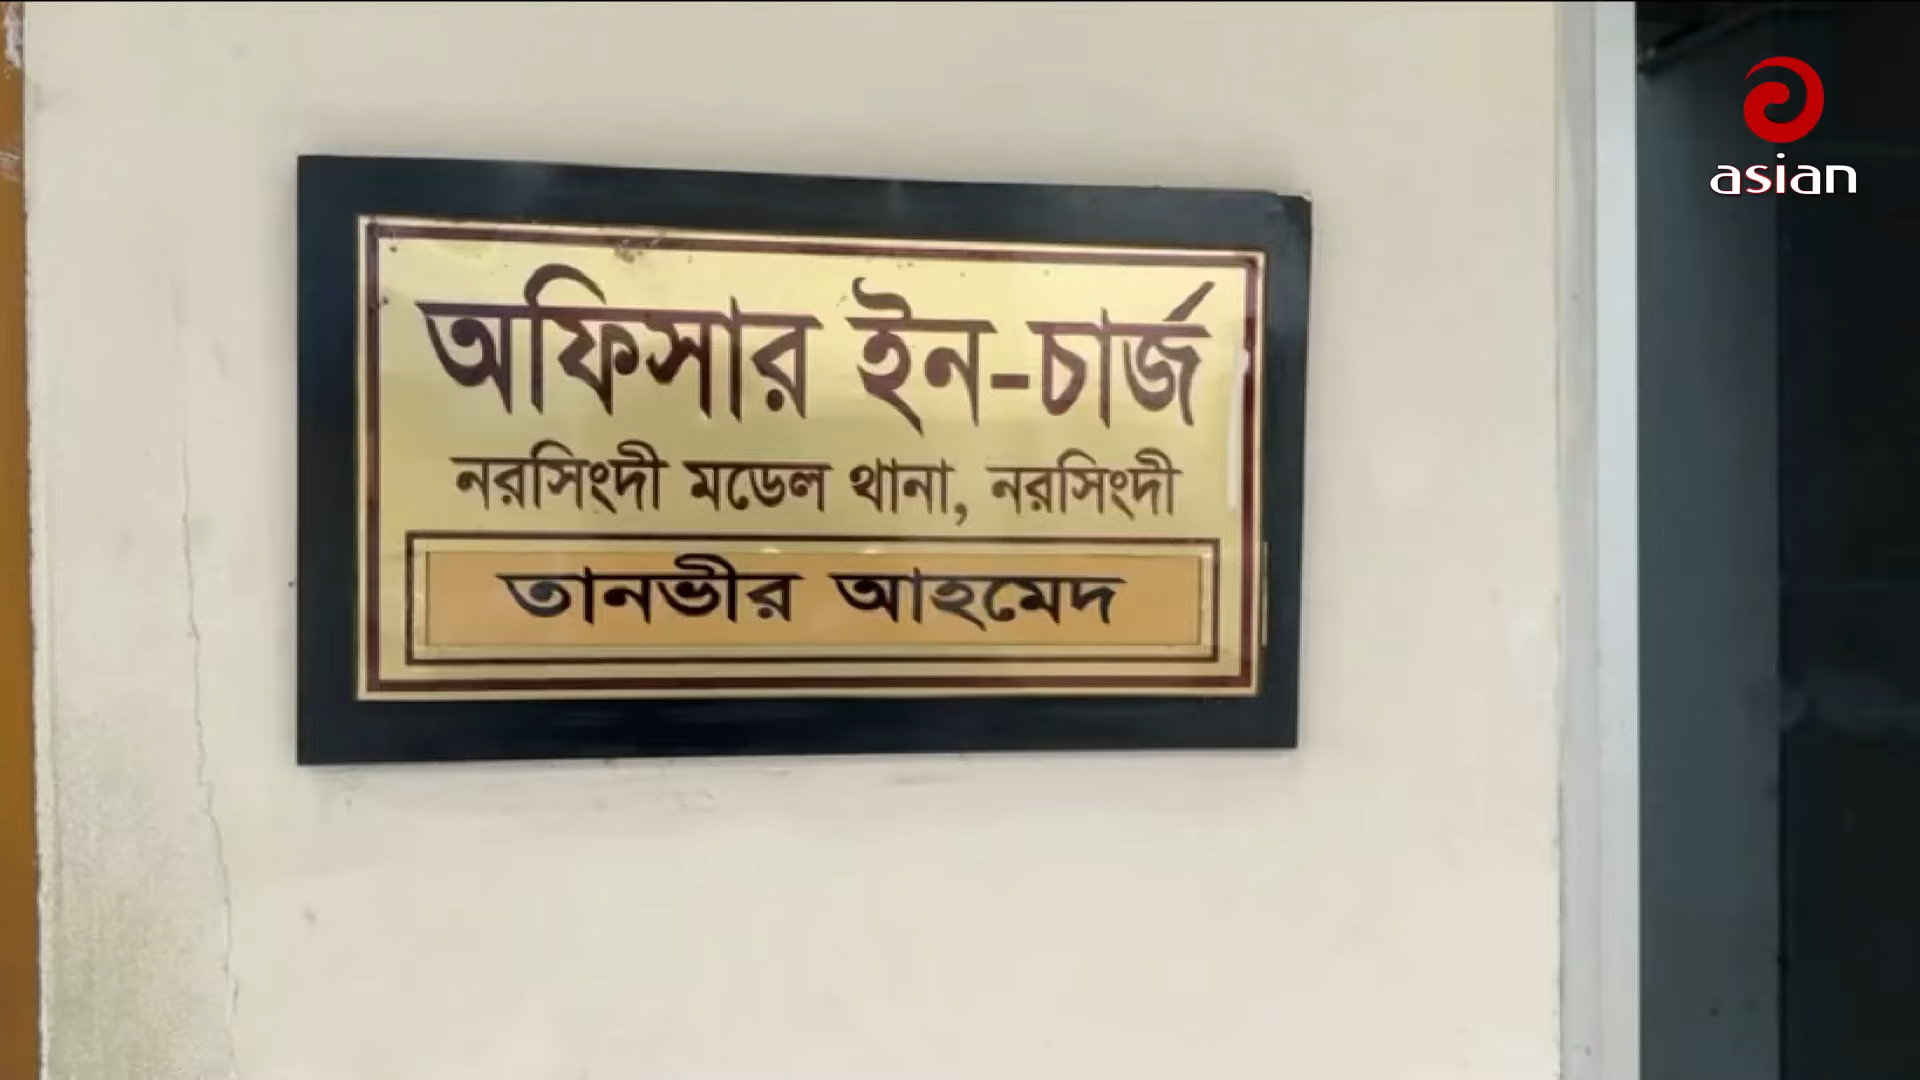 asian
অফিসার ইন-চার্জ
নরসিংদী মডেল থানা, নরসিংদী
তানভীর আহমেদ